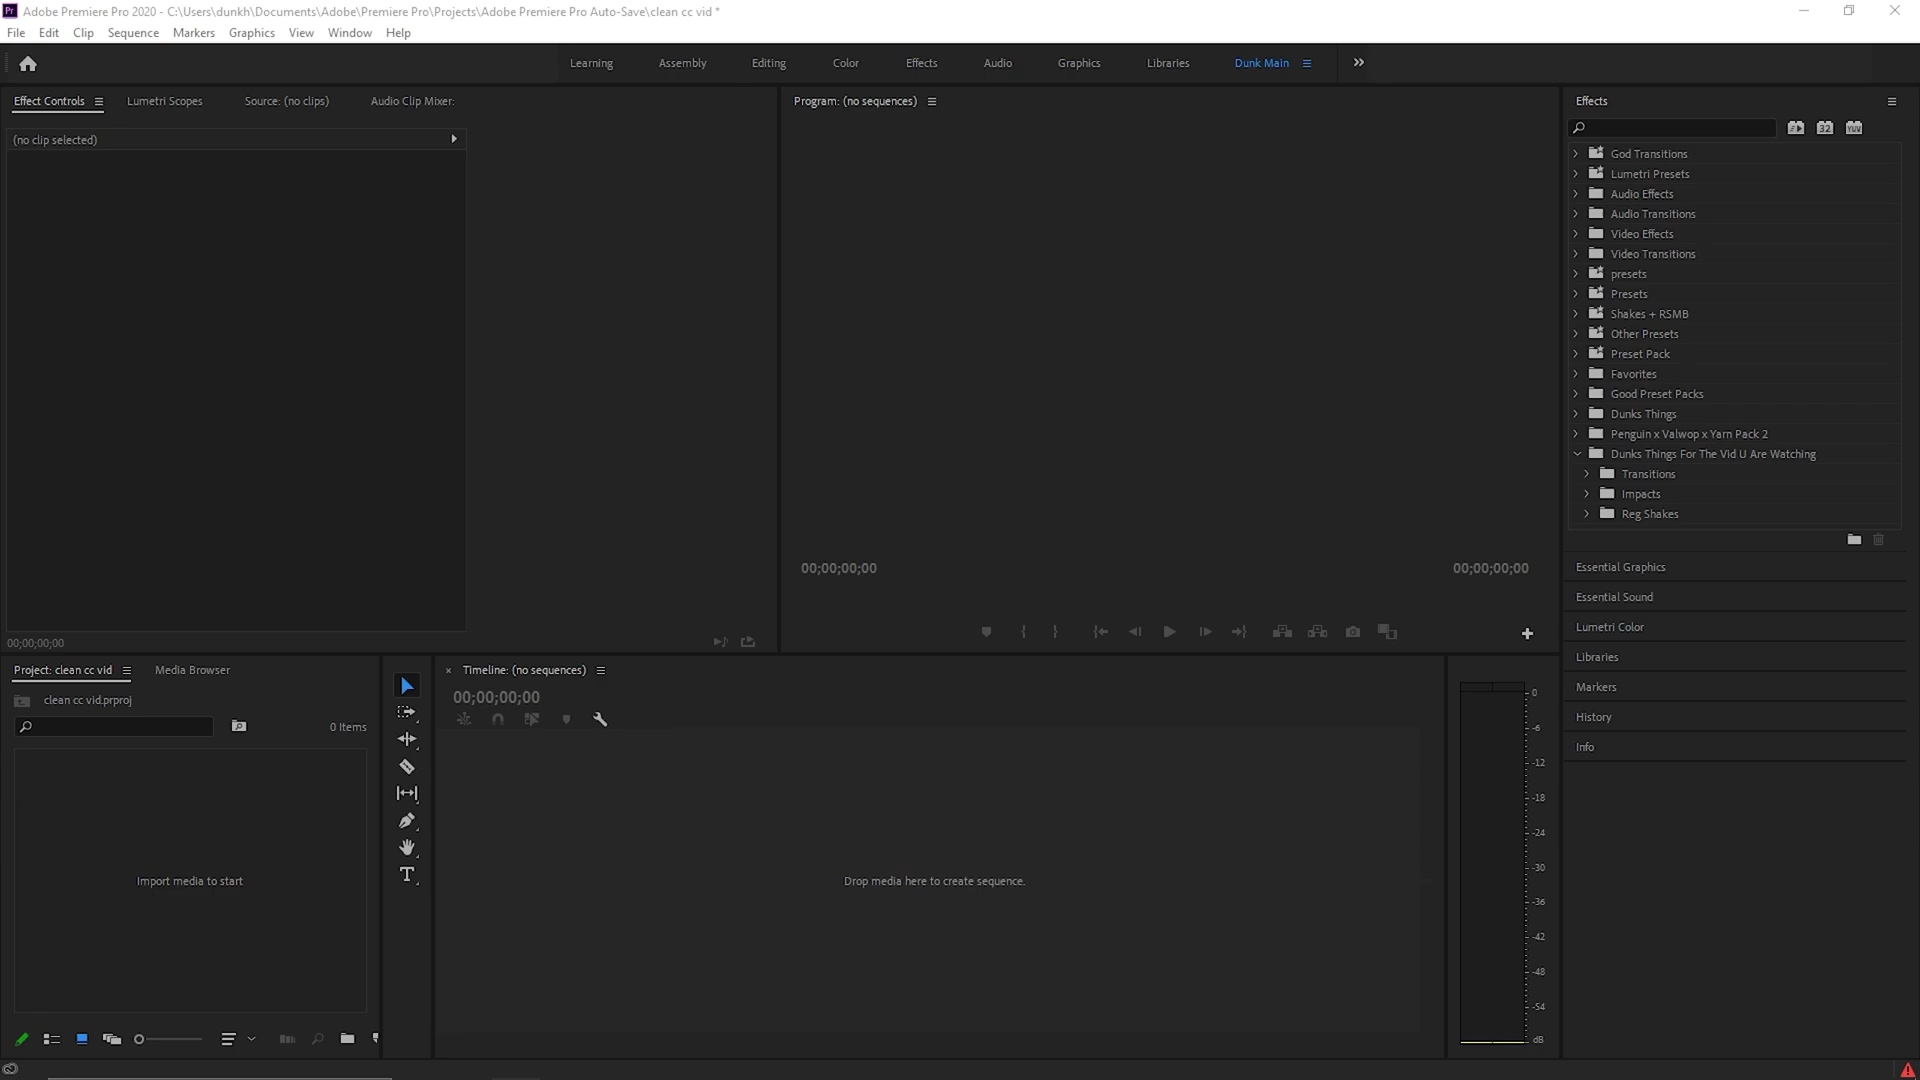 Adobe Premiere Pro 2020 - C:\Users\dunkh\Documents\Adobe\Premiere Pro\Projects\Adobe Premiere Pro Auto-Save\clean cc vid *
File Edit Clip Sequence Markers Graphics View Window Help
Learning Assembly Editing Color Effects Audio Graphics Libraries Dunk Main
Effect Controls Lumetri Scopes Source: (no clips) Audio Clip Mixer:
(no clip selected)
00;00;00;00
Program: (no sequences)
00;00;00;00 00;00;00;00
Effects
32 YUV
God Transitions
Lumetri Presets
Audio Effects
Audio Transitions
Video Effects
Video Transitions
presets
Presets
Shakes + RSMB
Other Presets
Preset Pack
Favorites
Good Preset Packs
Dunks Things
Penguin x Valwop x Yarn Pack 2
Dunks Things For The Vid U Are Watching
Transitions
Impacts
Reg Shakes
Essential Graphics
Essential Sound
Lumetri Color
Libraries
Markers
History
Info
Project: clean cc vid Media Browser
clean cc vid.prproj
0 Items
Import media to start
Timeline: (no sequences)
00;00;00;00
Drop media here to create sequence.
0
-6
-12
-18
-24
-30
-36
-42
-48
-54
dB